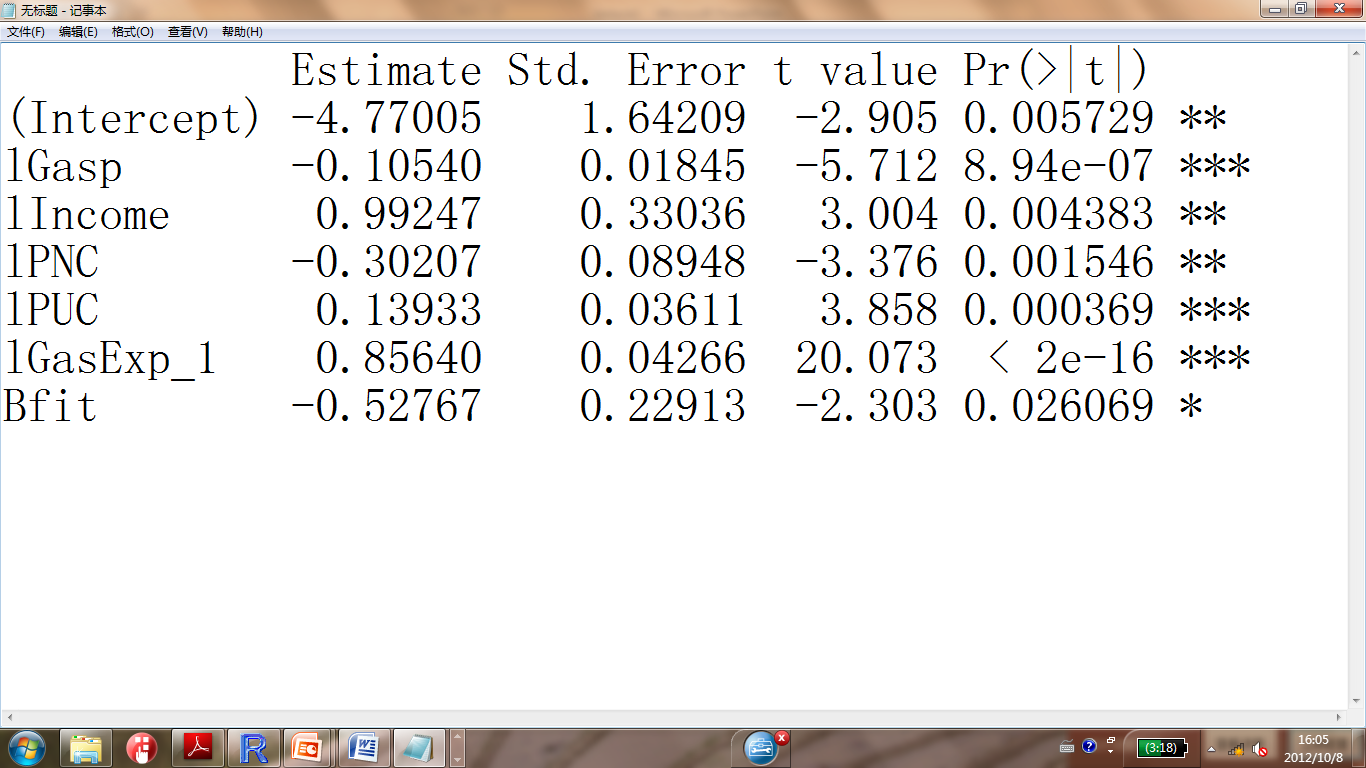 无标题 - 记事本
文件(F) 编辑(E) 格式(O) 查看(V) 帮助(H)
Estimate Std. Error t value Pr(>|t|)
(Intercept) -4.77005 1.64209 -2.905 0.005729 **
lGasp -0.10540 0.01845 -5.712 8.94e-07 ***
lIncome 0.99247 0.33036 3.004 0.004383 **
lPNC -0.30207 0.08948 -3.376 0.001546 **
lPUC 0.13933 0.03611 3.858 0.000369 ***
lGasExp_1 0.85640 0.04266 20.073 < 2e-16 ***
Bfit -0.52767 0.22913 -2.303 0.026069 *
(3:18)
16:05
2012/10/8